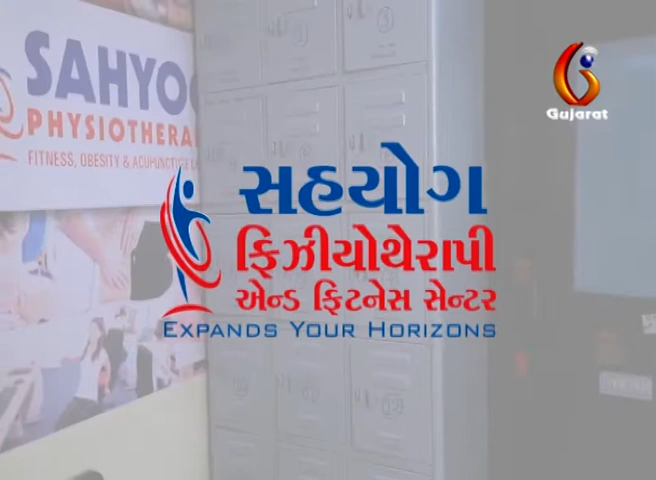 SAHYO
PHYSIOTHERA
FITNESS, OBESITY & ACUPUNCTURE
Gujarat
સહયોગ
ફિઝીયોથેરાપી
એન્ડ ફિટનેસ સેન્ટર
EXPANDS YOUR HORIZONS